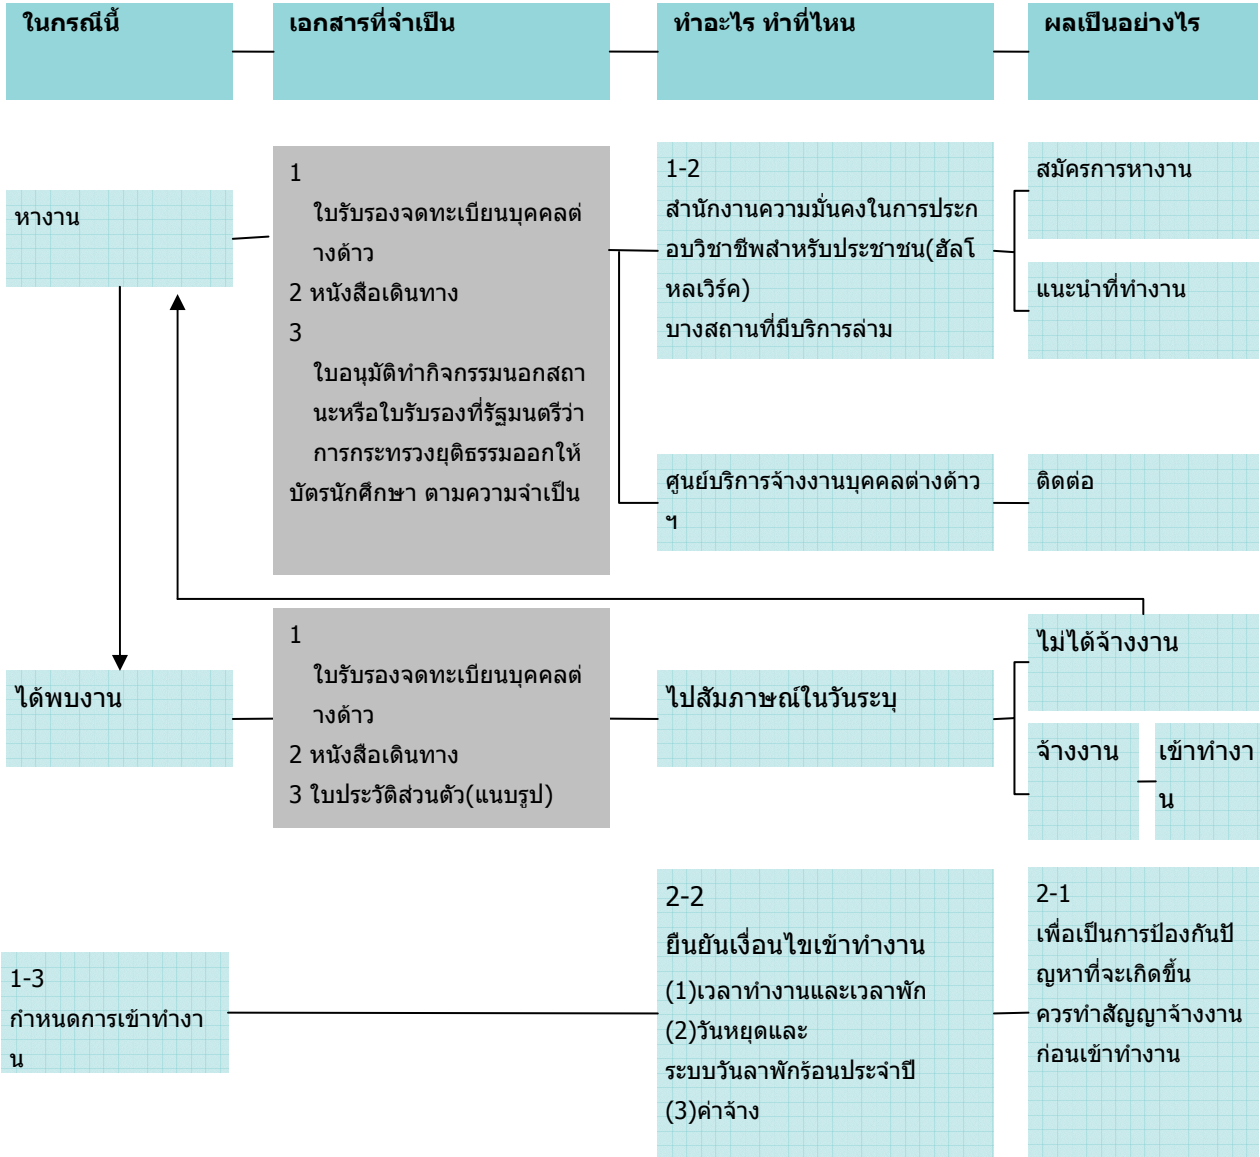 ในกรณีนี้
เอกสารที่จำเป็น
ทำอะไร ทำที่ไหน
ผลเป็นอย่างไร
หางาน
1
ใบรับรองจดทะเบียนบุคคลต่
างด้าว
2 หนังสือเดินทาง
3
ใบอนุมัติทำกิจกรรมนอกสถา
นะหรือใบรับรองที่รัฐมนตรีว่า
การกระทรวงยุติธรรมออกให้
บัตรนักศึกษา ตามความจำเป็น
1-2
สำนักงานความมั่นคงในการประก
อบวิชาชีพสำหรับประชาชน(ฮัลโ
หลเวิร์ค)
บางสถานที่มีบริการล่าม
สมัครการหางาน
แนะนำที่ทำงาน
ศูนย์บริการจ้างงานบุคคลต่างด้าว
ฯ
ติดต่อ
ได้พบงาน
1
ใบรับรองจดทะเบียนบุคคลต่
างด้าว
2 หนังสือเดินทาง
3 ใบประวัติส่วนตัว(แนบรูป)
ไปสัมภาษณ์ในวันระบุ
ไม่ได้จ้างงาน
จ้างงาน
เข้าทำงา
น
1-3
กำหนดการเข้าทำงา
น
2-2
ยืนยันเงื่อนไขเข้าทำงาน
(1)เวลาทำงานและเวลาพัก
(2)วันหยุดและ
ระบบวันลาพักร้อนประจำปี
(3)ค่าจ้าง
2-1
เพื่อเป็นการป้องกันปั
ญหาที่จะเกิดขึ้น
ควรทำสัญญาจ้างงาน
ก่อนเข้าทำงาน